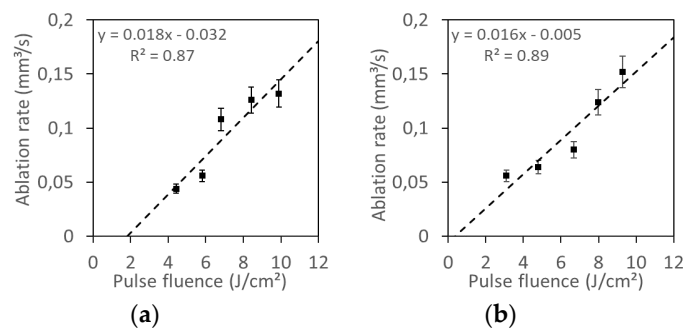 y = 0.018x - 0.032
R² = 0.87
Ablation rate (mm³/s)
0,2
0,15
0,1
0,05
0
0 2 4 6 8 10 12
Pulse fluence (J/cm²)
(a)
y = 0.016x - 0.005
R² = 0.89
Ablation rate (mm³/s)
0,2
0,15
0,1
0,05
0
0 2 4 6 8 10 12
Pulse fluence (J/cm²)
(b)